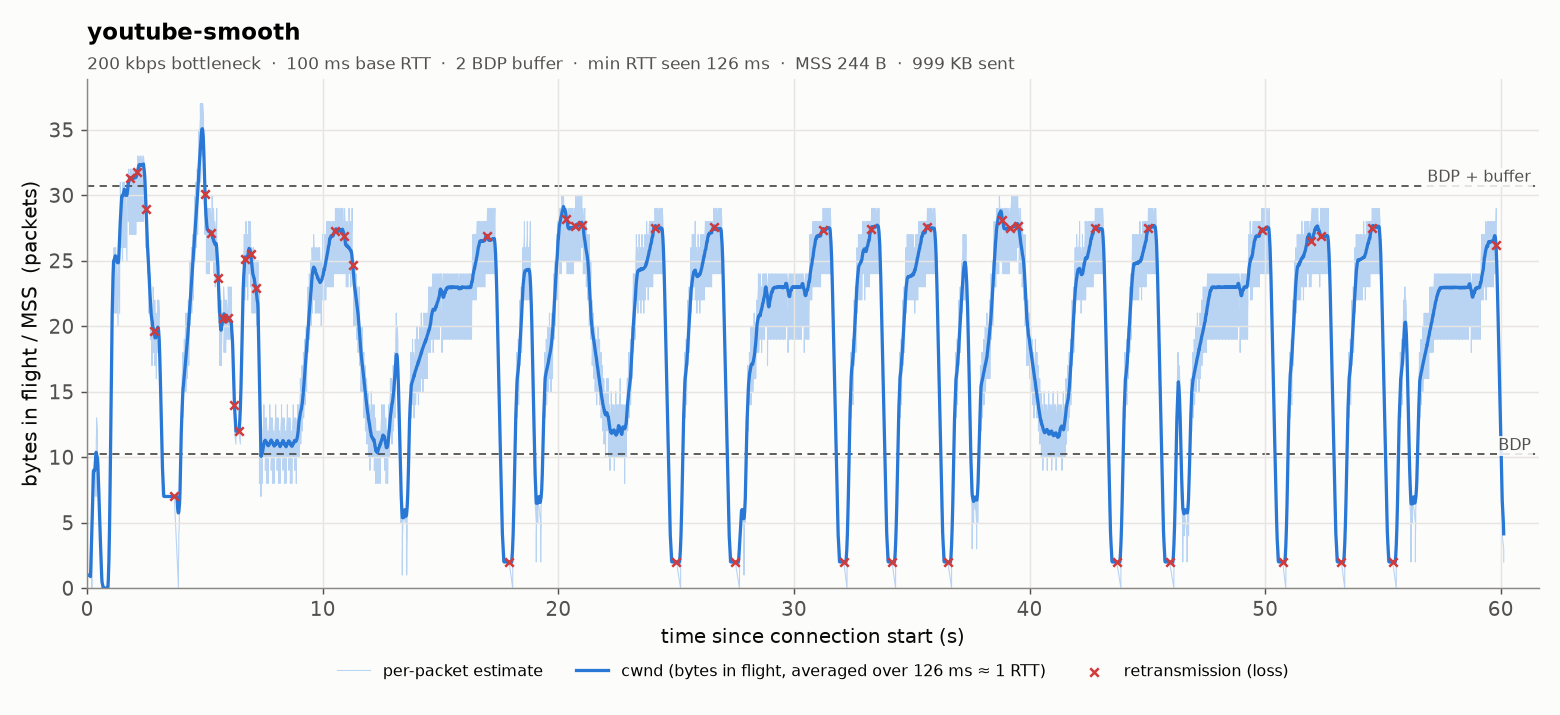 youtube-smooth
200 kbps bottleneck · 100 ms base RTT · 2 BDP buffer · min RTT seen 126 ms · MSS 244 B · 999 KB sent
bytes in flight / MSS (packets)
35
30
25
20
15
10
5
0
BDP + buffer
BDP
0 10 20 30 40 50 60
time since connection start (s)
per-packet estimate cwnd (bytes in flight, averaged over 126 ms ≈ 1 RTT) retransmission (loss)